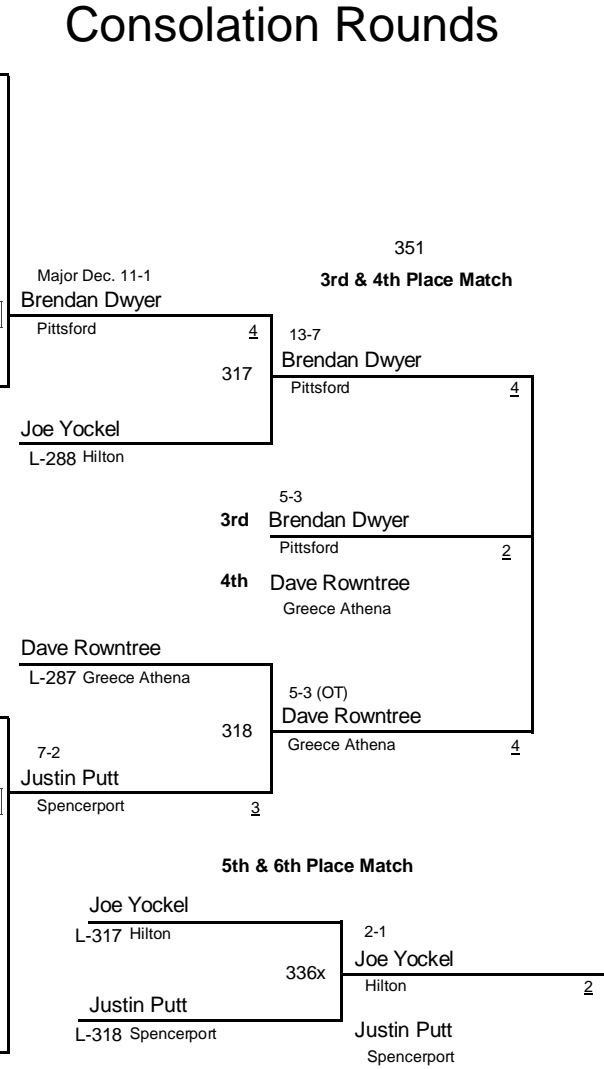 Consolation Rounds
351
3rd & 4th Place Match
Major Dec. 11-1
Brendan Dwyer
Pittsford 4
13-7
Brendan Dwyer
317
Pittsford 4
Joe Yockel
L-288 Hilton
5-3
3rd Brendan Dwyer
Pittsford 2
4th Dave Rowntree
Greece Athena
Dave Rowntree
L-287 Greece Athena
5-3 (OT)
Dave Rowntree
318
Greece Athena 4
7-2
Justin Putt
Spencerport 3
5th & 6th Place Match
Joe Yockel
L-317 Hilton
2-1
Joe Yockel
336x
Hilton 2
Justin Putt
L-318 Spencerport
Justin Putt
Spencerport